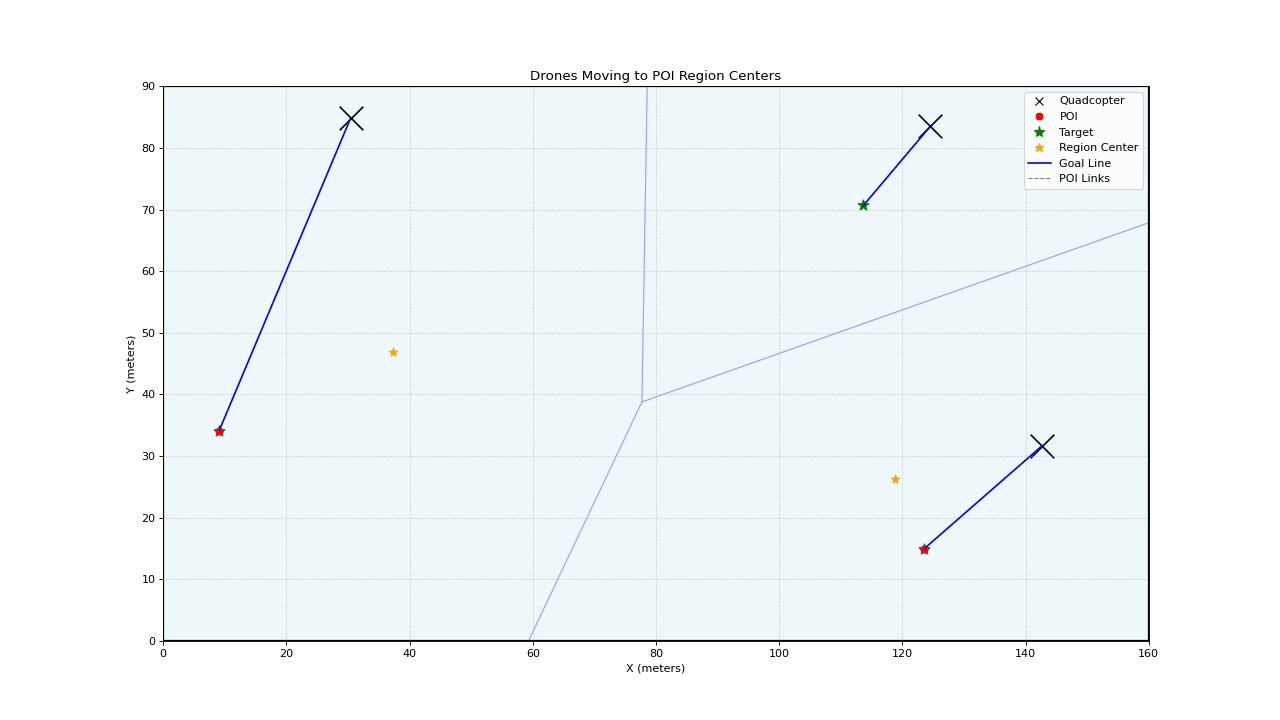 Drones Moving to POI Region Centers
90
80
70
60
50
40
30
20
10
0
Y (meters)
Quadcopter
POI
Target
Region Center
Goal Line
POI Links
0 20 40 60 80 100 120 140 160
X (meters)